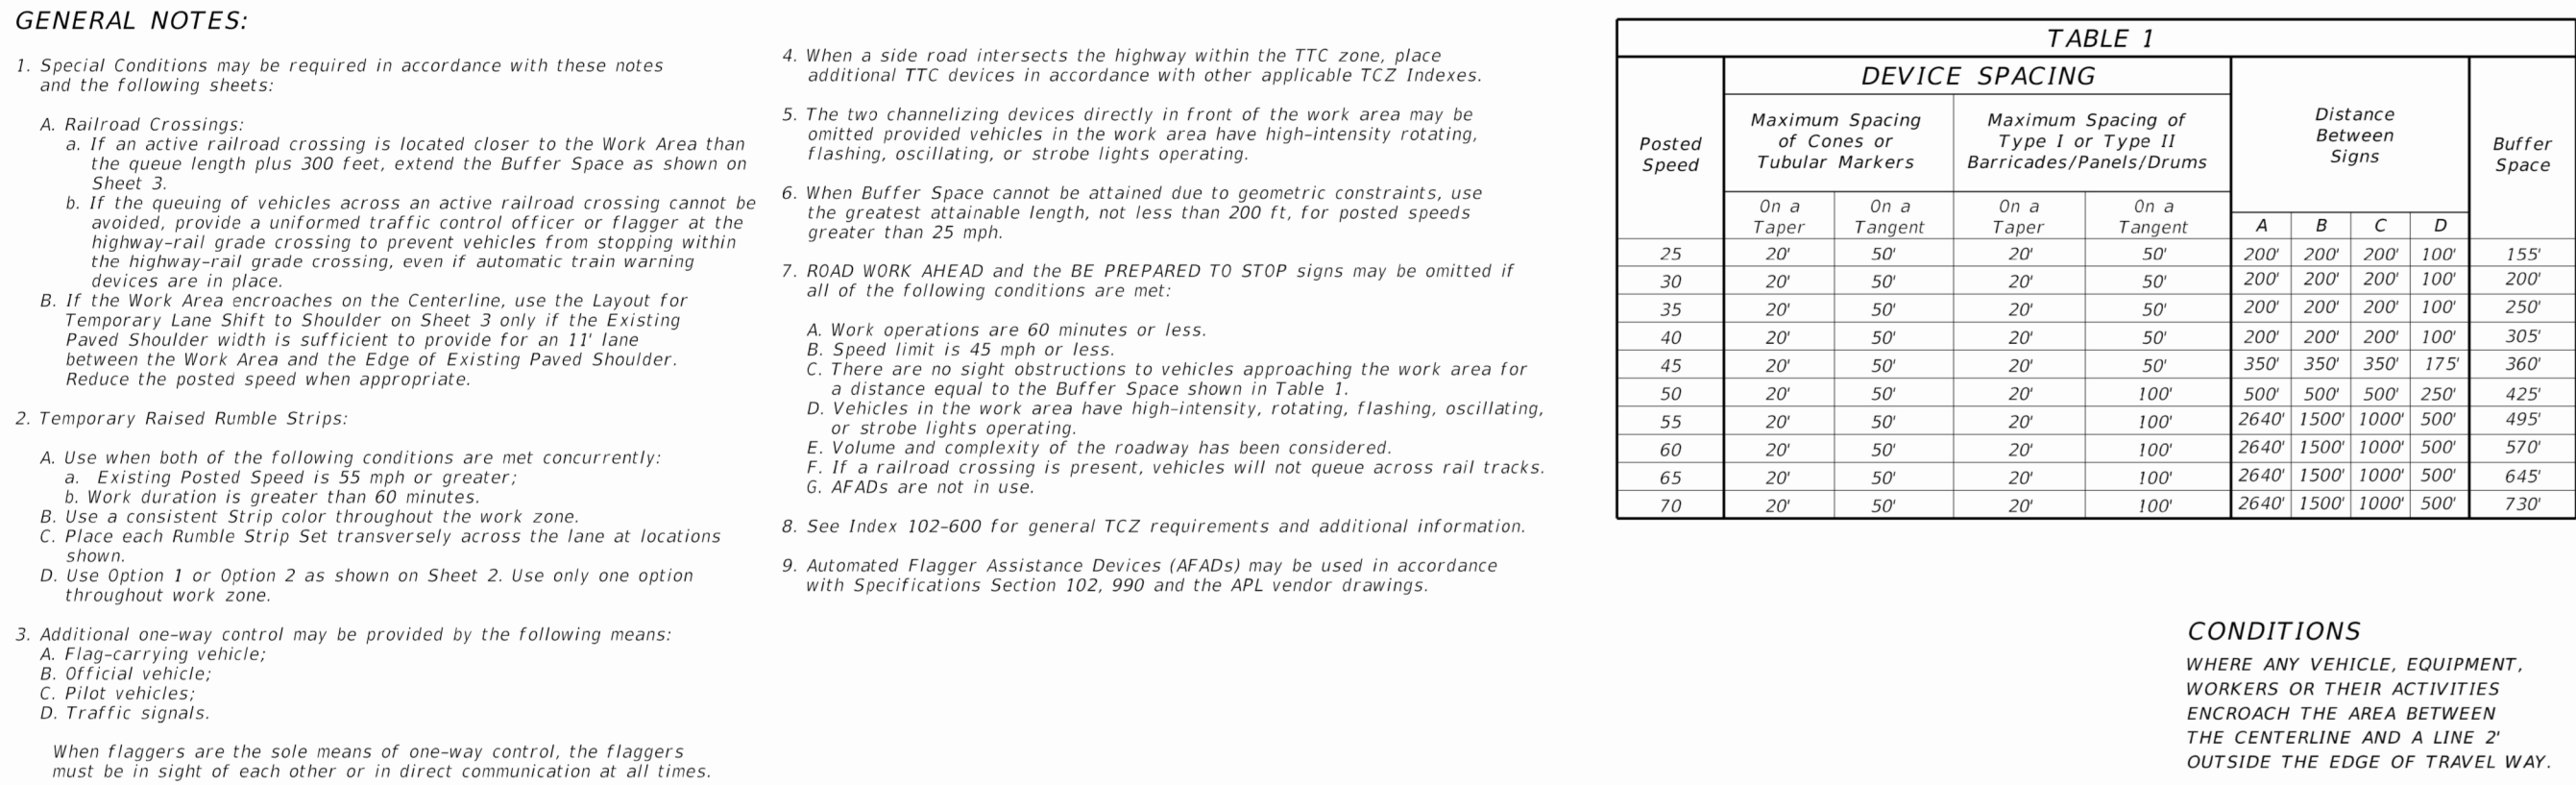 GENERAL NOTES:
1. Special Conditions may be required in accordance with these notes
and the following sheets:
A. Railroad Crossings:
a. If an active railroad crossing is located closer to the Work Area than
the queue length plus 300 feet, extend the Buffer Space as shown on
Sheet 3.
b. If the queuing of vehicles across an active railroad crossing cannot be
avoided, provide a uniformed traffic control officer or flagger at the
highway-rail grade crossing to prevent vehicles from stopping within
the highway-rail grade crossing, even if automatic train warning
devices are in place.
B. If the Work Area encroaches on the Centerline, use the Layout for
Temporary Lane Shift to Shoulder on Sheet 3 only if the Existing
Paved Shoulder width is sufficient to provide for an 11' lane
between the Work Area and the Edge of Existing Paved Shoulder.
Reduce the posted speed when appropriate.
2. Temporary Raised Rumble Strips:
A. Use when both of the following conditions are met concurrently:
a. Existing Posted Speed is 55 mph or greater;
b. Work duration is greater than 60 minutes.
B. Use a consistent Strip color throughout the work zone.
C. Place each Rumble Strip Set transversely across the lane at locations
shown.
D. Use Option 1 or Option 2 as shown on Sheet 2. Use only one option
throughout work zone.
3. Additional one-way control may be provided by the following means:
A. Flag-carrying vehicle;
B. Official vehicle;
C. Pilot vehicles;
D. Traffic signals.
When flaggers are the sole means of one-way control, the flaggers
must be in sight of each other or in direct communication at all times.
4. When a side road intersects the highway within the TTC zone, place
additional TTC devices in accordance with other applicable TCZ Indexes.
5. The two channelizing devices directly in front of the work area may be
omitted provided vehicles in the work area have high-intensity rotating,
flashing, oscillating, or strobe lights operating.
6. When Buffer Space cannot be attained due to geometric constraints, use
the greatest attainable length, not less than 200 ft, for posted speeds
greater than 25 mph.
7. ROAD WORK AHEAD and the BE PREPARED TO STOP signs may be omitted if
all of the following conditions are met:
A. Work operations are 60 minutes or less.
B. Speed limit is 45 mph or less.
C. There are no sight obstructions to vehicles approaching the work area for
a distance equal to the Buffer Space shown in Table 1.
D. Vehicles in the work area have high-intensity, rotating, flashing, oscillating,
or strobe lights operating.
E. Volume and complexity of the roadway has been considered.
F. If a railroad crossing is present, vehicles will not queue across rail tracks.
G. AFADs are not in use.
8. See Index 102-600 for general TCZ requirements and additional information.
9. Automated Flagger Assistance Devices (AFADs) may be used in accordance
with Specifications Section 102, 990 and the APL vendor drawings.
TABLE 1
Posted
Speed
DEVICE SPACING
Maximum Spacing
of Cones or
Tubular Markers
Maximum Spacing of
Type I or Type II
Barricades/Panels/Drums
Distance
Between
Signs
Buffer
Space
On a
Taper
On a
Tangent
On a
Taper
On a
Tangent
A B C D
25 20' 50' 20' 50' 200' 200' 200' 100' 155'
30 20' 50' 20' 50' 200' 200' 200' 100' 200'
35 20' 50' 20' 50' 200' 200' 200' 100' 250'
40 20' 50' 20' 50' 200' 200' 200' 100' 305'
45 20' 50' 20' 50' 350' 350' 350' 175' 360'
50 20' 50' 20' 100' 500' 500' 500' 250' 425'
55 20' 50' 20' 100' 2640' 1500' 1000' 500' 495'
60 20' 50' 20' 100' 2640' 1500' 1000' 500' 570'
65 20' 50' 20' 100' 2640' 1500' 1000' 500' 645'
70 20' 50' 20' 100' 2640' 1500' 1000' 500' 730'
CONDITIONS
WHERE ANY VEHICLE, EQUIPMENT,
WORKERS OR THEIR ACTIVITIES
ENCROACH THE AREA BETWEEN
THE CENTERLINE AND A LINE 2'
OUTSIDE THE EDGE OF TRAVEL WAY.